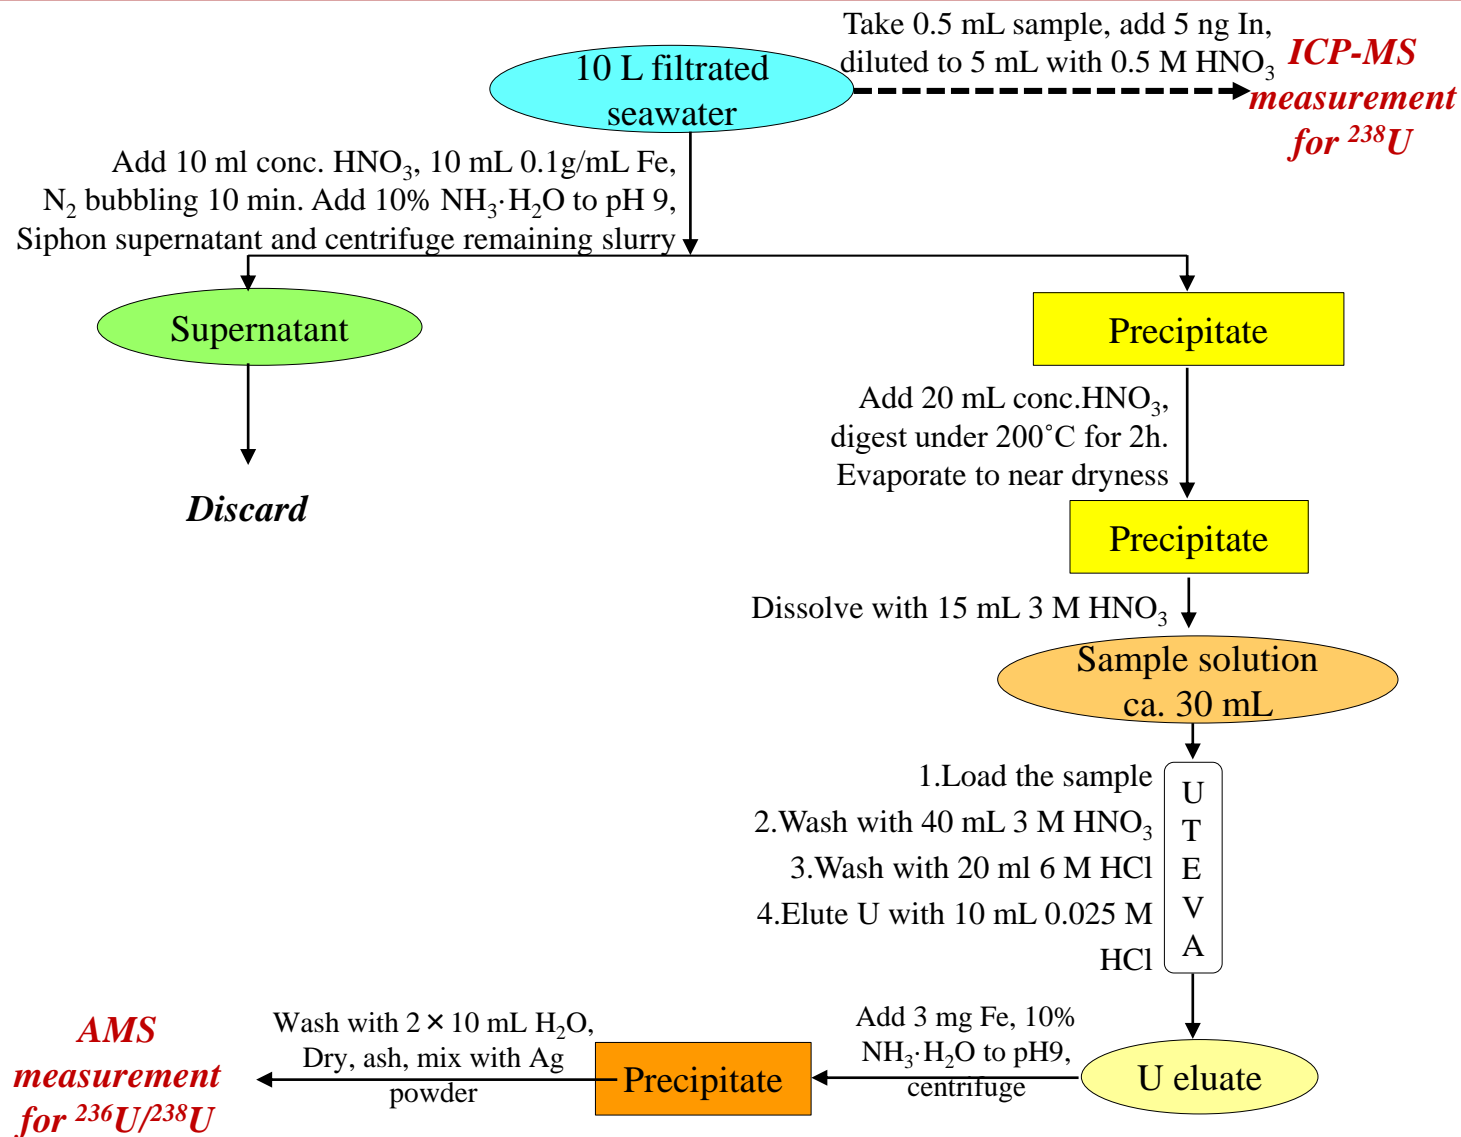 Take 0.5 mL sample, add 5 ng In,
diluted to 5 mL with 0.5 M HNO₃
ICP-MS
measurement
for ²³⁸U
10 L filtrated
seawater
Add 10 ml conc. HNO₃, 10 mL 0.1g/mL Fe,
N₂ bubbling 10 min. Add 10% NH₃·H₂O to pH 9,
Siphon supernatant and centrifuge remaining slurry
Supernatant
Precipitate
Discard
Add 20 mL conc.HNO₃,
digest under 200˚C for 2h.
Evaporate to near dryness
Precipitate
Dissolve with 15 mL 3 M HNO₃
Sample solution
ca. 30 mL
1.Load the sample
2.Wash with 40 mL 3 M HNO₃
3.Wash with 20 ml 6 M HCl
4.Elute U with 10 mL 0.025 M
HCl
U
T
E
V
A
U eluate
Add 3 mg Fe, 10%
NH₃·H₂O to pH9,
centrifuge
Precipitate
Wash with 2×10 mL H₂O,
Dry, ash, mix with Ag
powder
AMS
measurement
for ²³⁶U/²³⁸U